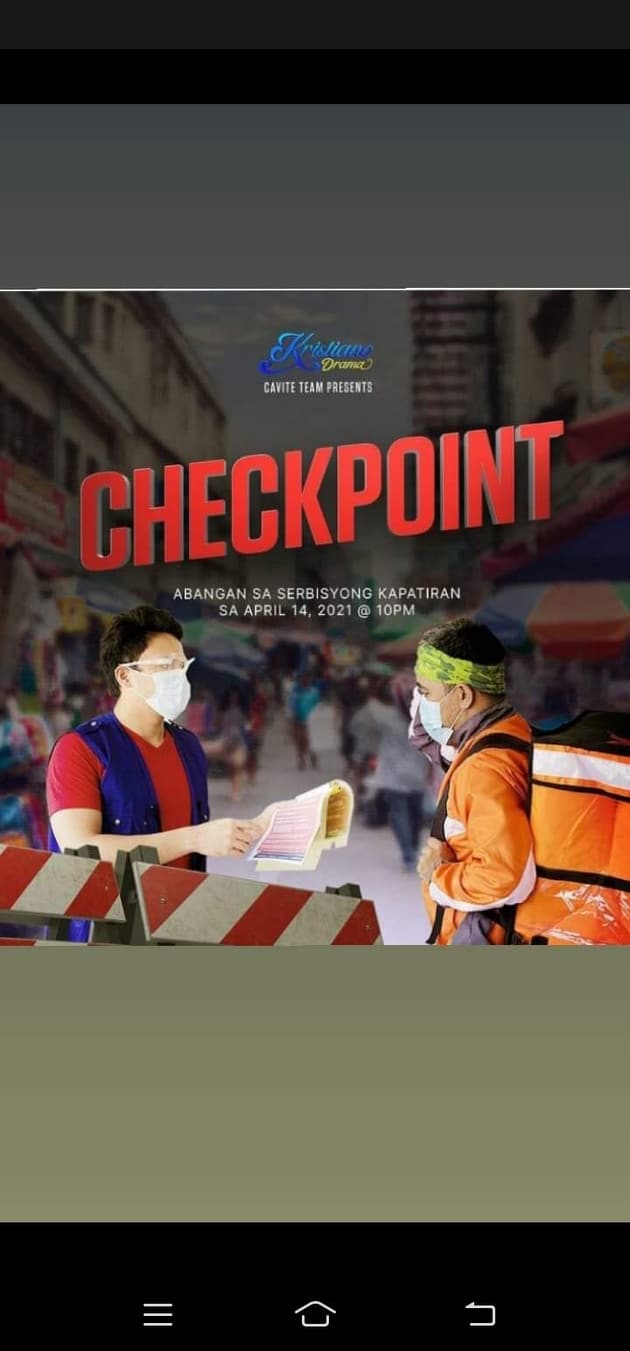 Kristiano
Drama
CAVITE TEAM PRESENTS
CHECKPOINT
ABANGAN SA SERBISYONG KAPATIRAN
SA APRIL 14, 2021 @ 10PM